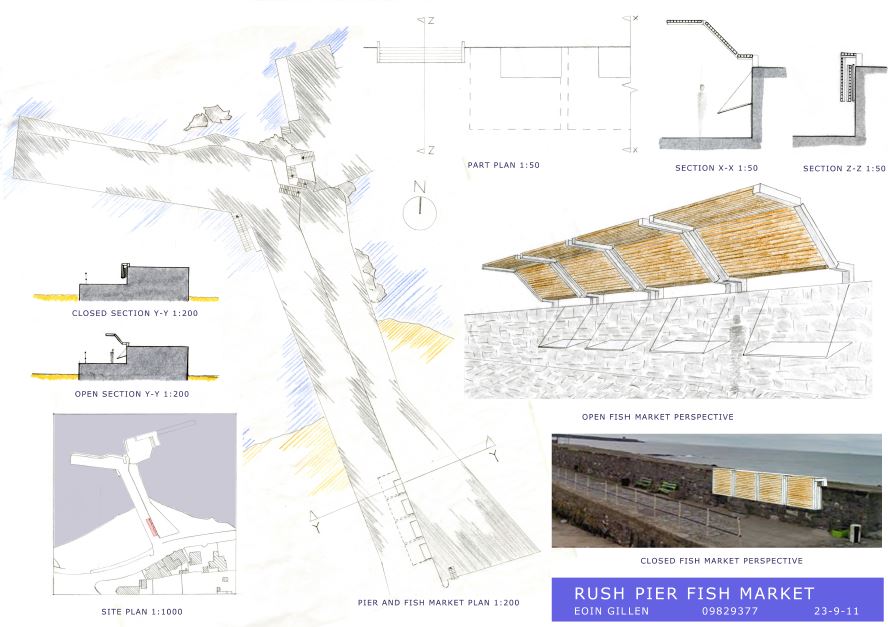 Z
X
Z
X
PART PLAN 1:50
SECTION X-X 1:50
SECTION Z-Z 1:50
N
CLOSED SECTION Y-Y 1:200
OPEN SECTION Y-Y 1:200
OPEN FISH MARKET PERSPECTIVE
Y
Y
CLOSED FISH MARKET PERSPECTIVE
SITE PLAN 1:1000
PIER AND FISH MARKET PLAN 1:200
RUSH PIER FISH MARKET
EOIN GILLEN 09829377 23-9-11